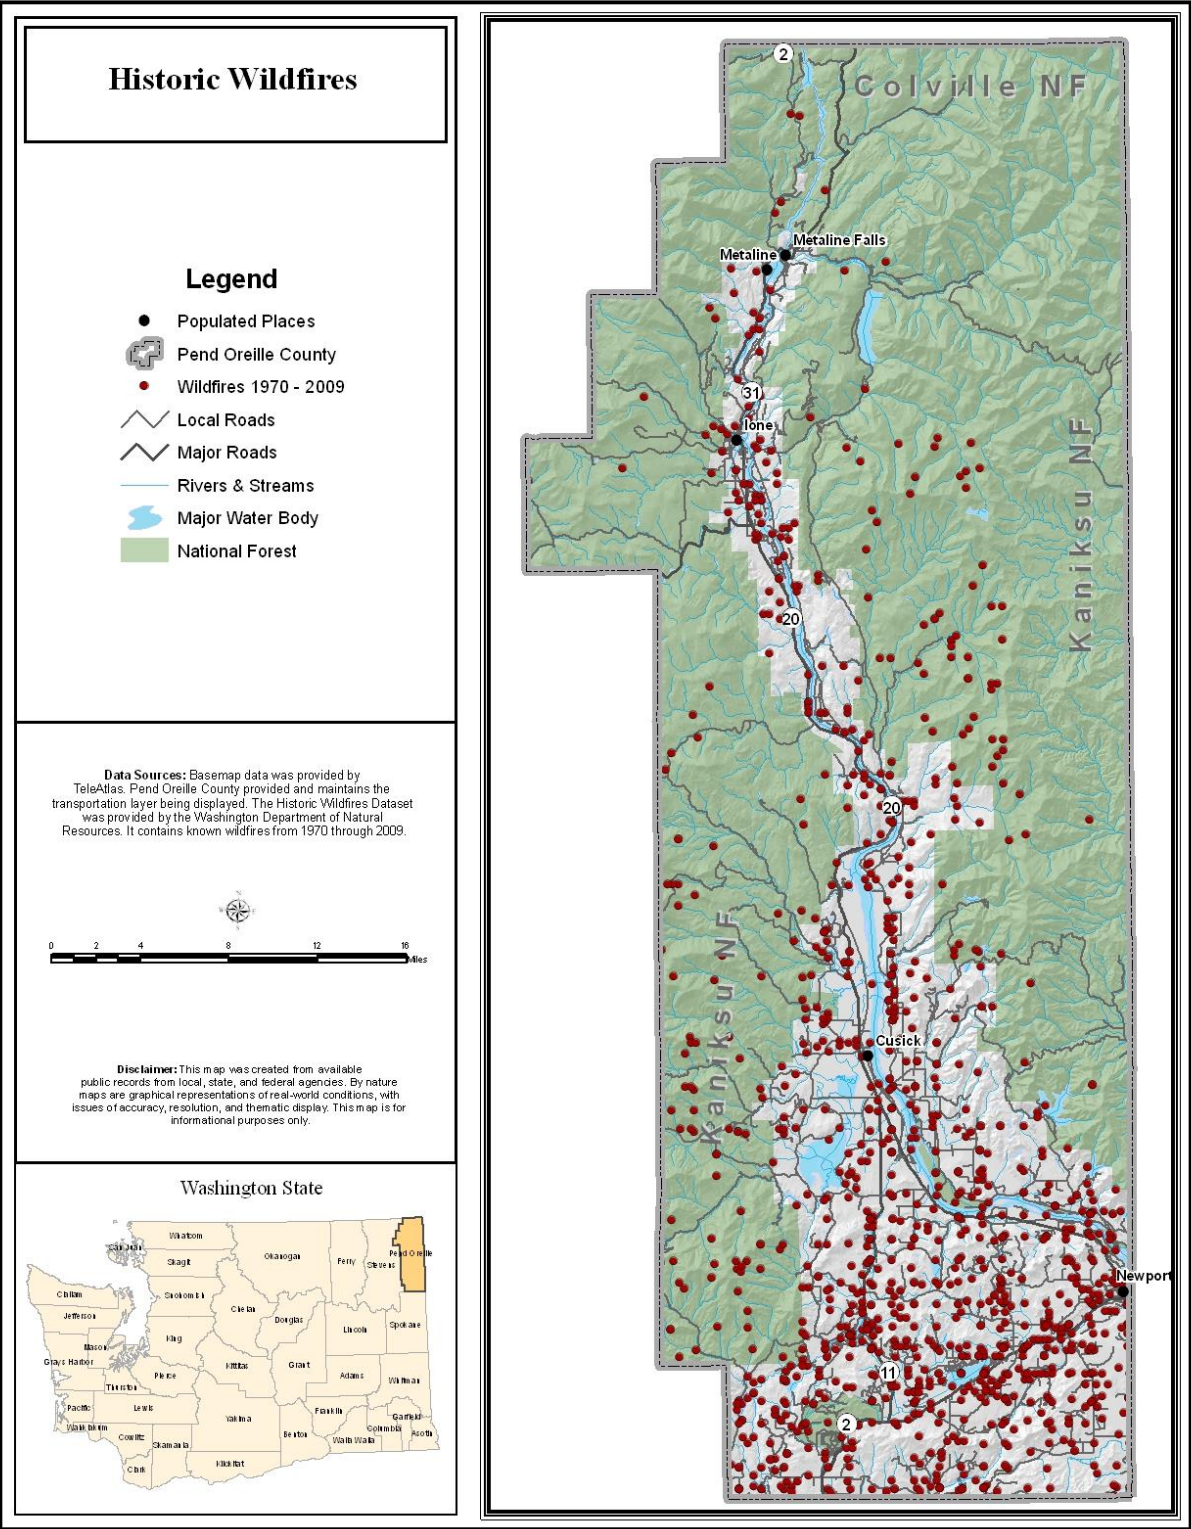 Historic Wildfires
Legend
Populated Places
Pend Oreille County
Wildfires 1970 - 2009
Local Roads
Major Roads
Rivers & Streams
Major Water Body
National Forest
Data Sources: Basemap data was provided by
TeleAtlas. Pend Oreille County provided and maintains the
transportation layer being displayed. The Historic Wildfires Dataset
was provided by the Washington Department of Natural
Resources. It contains known wildfires from 1970 through 2009.
N
W E
S
0 2 4 8 12 16
Miles
Disclaimer: This map was created from available
public records from local, state, and federal agencies. By nature
maps are graphical representations of real-world conditions, with
issues of accuracy, resolution, and thematic display. This map is for
informational purposes only.
Washington State
Whatcom
San Juan
Skagit
Okanogan
Ferry
Stevens
Pend Oreille
Clallam
Snohomish
Chelan
Jefferson
Douglas
Lincoln
Spokane
King
Mason
Grays Harbor
Kittitas
Grant
Pierce
Adams
Whitman
Thurston
Pacific
Lewis
Yakima
Franklin
Garfield
Wahkiakum
Columbia
Asotin
Cowlitz
Skamania
Benton
Walla Walla
Clark
Klickitat
2
Colville NF
Metaline Falls
Metaline
31
Ione
Kaniksu NF
20
20
Kaniksu NF
Cusick
Newport
11
2